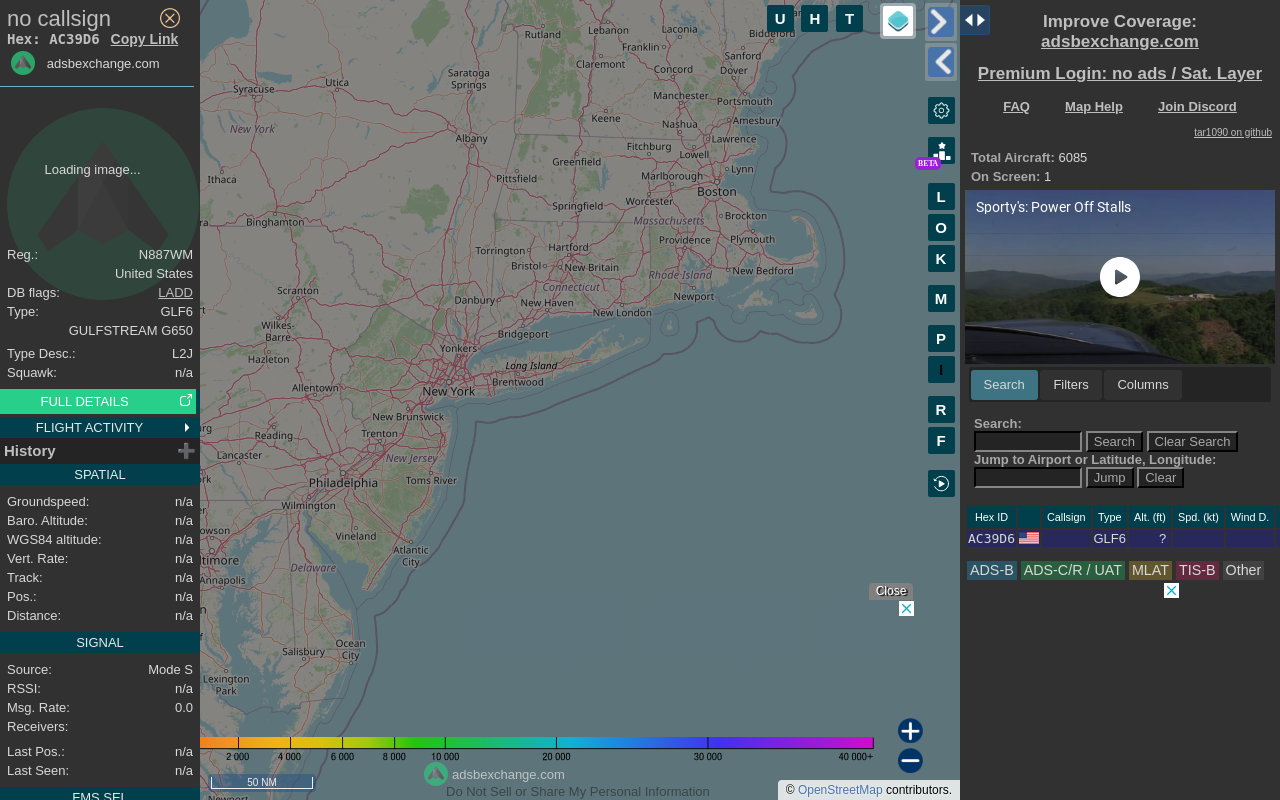 no callsign
Hex: AC39D6 Copy Link
adsbexchange.com
Loading image...
Reg.: N887WM
United States
DB flags: LADD
Type: GLF6
GULFSTREAM G650
Type Desc.: L2J
Squawk: n/a
FULL DETAILS
FLIGHT ACTIVITY
History
SPATIAL
Groundspeed: n/a
Baro. Altitude: n/a
WGS84 altitude: n/a
Vert. Rate: n/a
Track: n/a
Pos.: n/a
Distance: n/a
SIGNAL
Source: Mode S
RSSI: n/a
Msg. Rate: 0.0
Receivers:
Last Pos.: n/a
Last Seen: n/a
FMS SEL
U H T
Rutland
Lebanon
Laconia
Biddeford
Franklin
Sanford
Claremont
Concord
Dover
Saratoga
Springs
Utica
Syracuse
Manchester
Portsmouth
Keene
Nashua
Amesbury
New York
Albany
Lawrence
Fitchburg
Lowell
Greenfield
Lynn
Ithaca
Pittsfield
Marlborough
Boston
Worcester
Springfield
Massachusetts
Brockton
Binghamton
Providence
Plymouth
Hartford
Torrington
Bristol
New Britain
Rhode Island
New Bedford
Connecticut
Newport
Scranton
Danbury
New Haven
New London
Wilkes-
Barre
Bridgeport
Yonkers
Hazleton
Long Island
Brentwood
Allentown
New York
New Brunswick
Reading
Trenton
Lancaster
New Jersey
Toms River
Philadelphia
Wilmington
Vineland
Atlantic
City
Delaware
Annapolis
Ocean
City
Salisbury
Lexington
Park
BETA
L
O
K
M
P
I
R
F
Close
2 000 4 000 6 000 8 000 10 000 20 000 30 000 40 000+
50 NM
adsbexchange.com
Do Not Sell or Share My Personal Information
© OpenStreetMap contributors.
Improve Coverage:
adsbexchange.com
Premium Login: no ads / Sat. Layer
FAQ Map Help Join Discord
tar1090 on github
Total Aircraft: 6085
On Screen: 1
Sporty's: Power Off Stalls
Search Filters Columns
Search:
Search Clear Search
Jump to Airport or Latitude, Longitude:
Jump Clear
Hex ID Callsign Type Alt. (ft) Spd. (kt) Wind D.
AC39D6 GLF6 ?
ADS-B ADS-C/R / UAT MLAT TIS-B Other